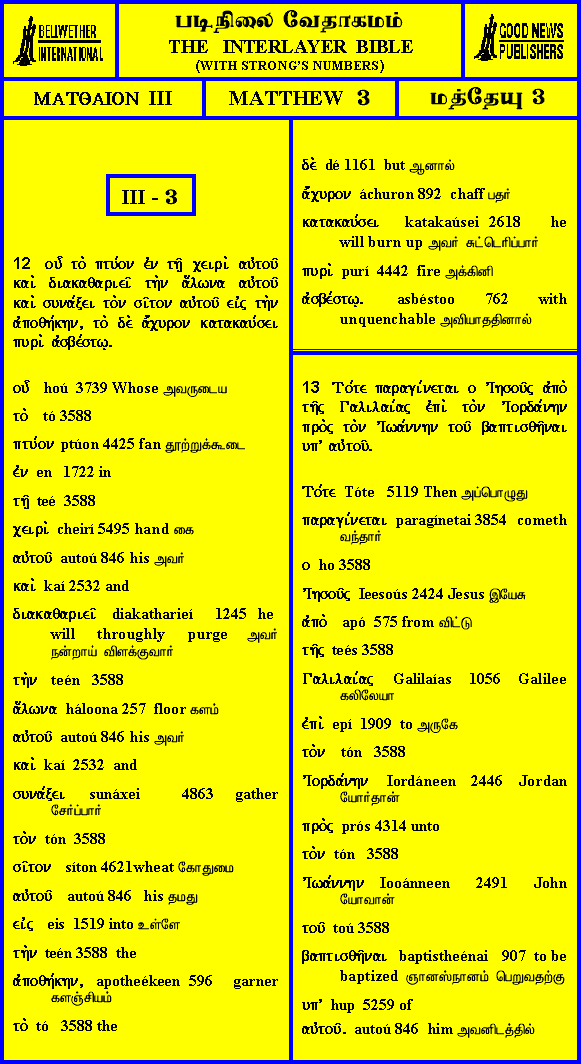 BELLWETHER
INTERNATIONAL
படிநிலை வேதாகமம்
THE INTERLAYER BIBLE
(WITH STRONG'S NUMBERS)
GOOD NEWS
PUBLISHERS
ΜΑΤΘΑΙΟΝ III
MATTHEW 3
மத்தேயு 3
III - 3
12 οὗ τὸ πτύον ἐν τῇ χειρὶ αὐτοῦ
καὶ διακαθαριεῖ τὴν ἅλωνα αὐτοῦ
καὶ συνάξει τὸν σῖτον αὐτοῦ εἰς τὴν
ἀποθήκην, τὸ δὲ ἄχυρον κατακαύσει
πυρὶ ἀσβέστῳ.
οὗ hoú 3739 Whose அவருடைய
τὸ tó 3588
πτύον ptúon 4425 fan தூற்றுக்கூடை
ἐν en 1722 in
τῇ teé 3588
χειρὶ cheirí 5495 hand கை
αὐτοῦ autoú 846 his அவர்
καὶ kaí 2532 and
διακαθαριεῖ diakatharieí 1245 he
will throughly purge அவர்
நன்றாய் விளக்குவார்
τὴν teén 3588
ἅλωνα háloona 257 floor களம்
αὐτοῦ autoú 846 his அவர்
καὶ kaí 2532 and
συνάξει sunáxei 4863 gather
சேர்ப்பார்
τὸν tón 3588
σῖτον síton 4621wheat கோதுமை
αὐτοῦ autoú 846 his தமது
εἰς eis 1519 into உள்ளே
τὴν teén 3588 the
ἀποθήκην, apotheékeen 596 garner
களஞ்சியம்
τὸ tó 3588 the
δὲ dé 1161 but ஆனால்
ἄχυρον áchuron 892 chaff பதர்
κατακαύσει katakaúsei 2618 he
will burn up அவர் சுட்டெரிப்பார்
πυρὶ purí 4442 fire அக்கினி
ἀσβέστῳ. asbéstoo 762 with
unquenchable அவியாததினால்
13 Τότε παραγίνεται ο Ἰησοῦς ἀπὸ
τῆς Γαλιλαίας ἐπὶ τὸν Ἰορδάνην
πρὸς τὸν Ἰωάννην τοῦ βαπτισθῆναι
υπ' αὐτοῦ.
Τότε Tóte 5119 Then அப்பொழுது
παραγίνεται paragínetai 3854 cometh
வந்தார்
ο ho 3588
Ἰησοῦς Ieesoús 2424 Jesus இயேசு
ἀπὸ apó 575 from விட்டு
τῆς teés 3588
Γαλιλαίας Galilaías 1056 Galilee
கலிலேயா
ἐπὶ epí 1909 to அருகே
τὸν tón 3588
Ἰορδάνην Iordáneen 2446 Jordan
யோர்தான்
πρὸς prós 4314 unto
τὸν tón 3588
Ἰωάννην Iooánneen 2491 John
யோவான்
τοῦ toú 3588
βαπτισθῆναι baptistheénai 907 to be
baptized ஞானஸ்நானம் பெறுவதற்கு
υπ' hup 5259 of
αὐτοῦ. autoú 846 him அவனிடத்தில்